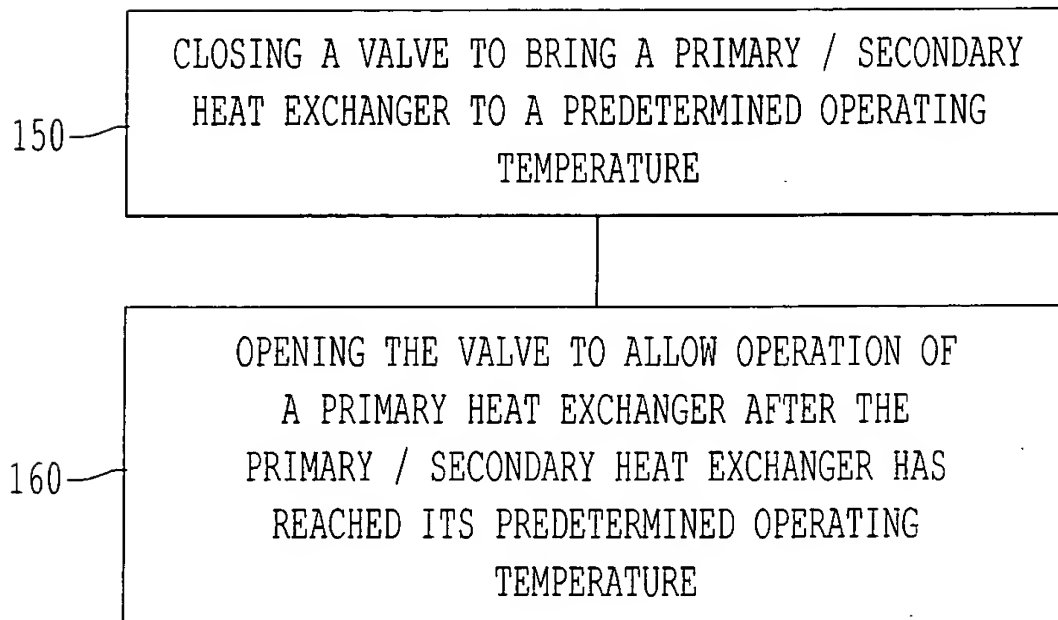 CLOSING A VALVE TO BRING A PRIMARY / SECONDARY
HEAT EXCHANGER TO A PREDETERMINED OPERATING
TEMPERATURE
150
OPENING THE VALVE TO ALLOW OPERATION OF
A PRIMARY HEAT EXCHANGER AFTER THE
PRIMARY / SECONDARY HEAT EXCHANGER HAS
REACHED ITS PREDETERMINED OPERATING
TEMPERATURE
160